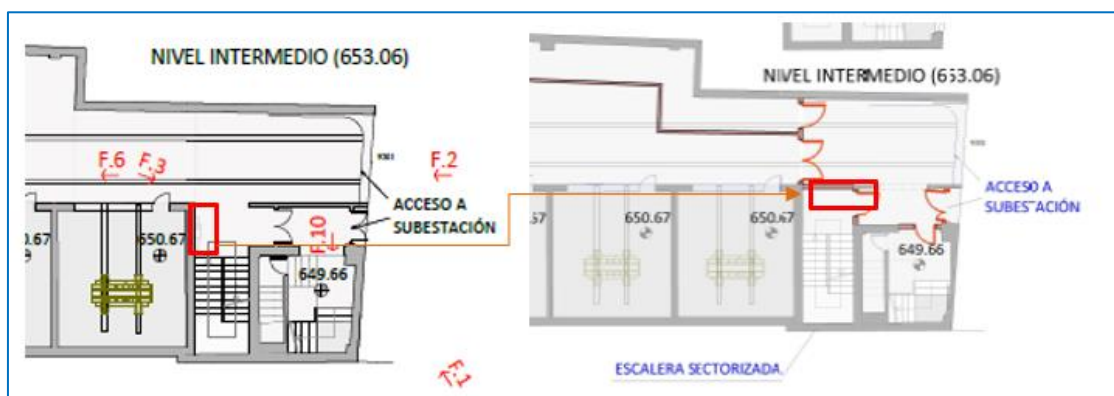 NIVEL INTERMEDIO (653.06)
F.6
F.3
F.2
ACCESO A
SUBESTACIÓN
650.67
F.10
649.66
F.1
NIVEL INTERMEDIO (653.06)
ACCESO A
SUBESTACIÓN
650.67
650.67
649.66
ESCALERA SECTORIZADA